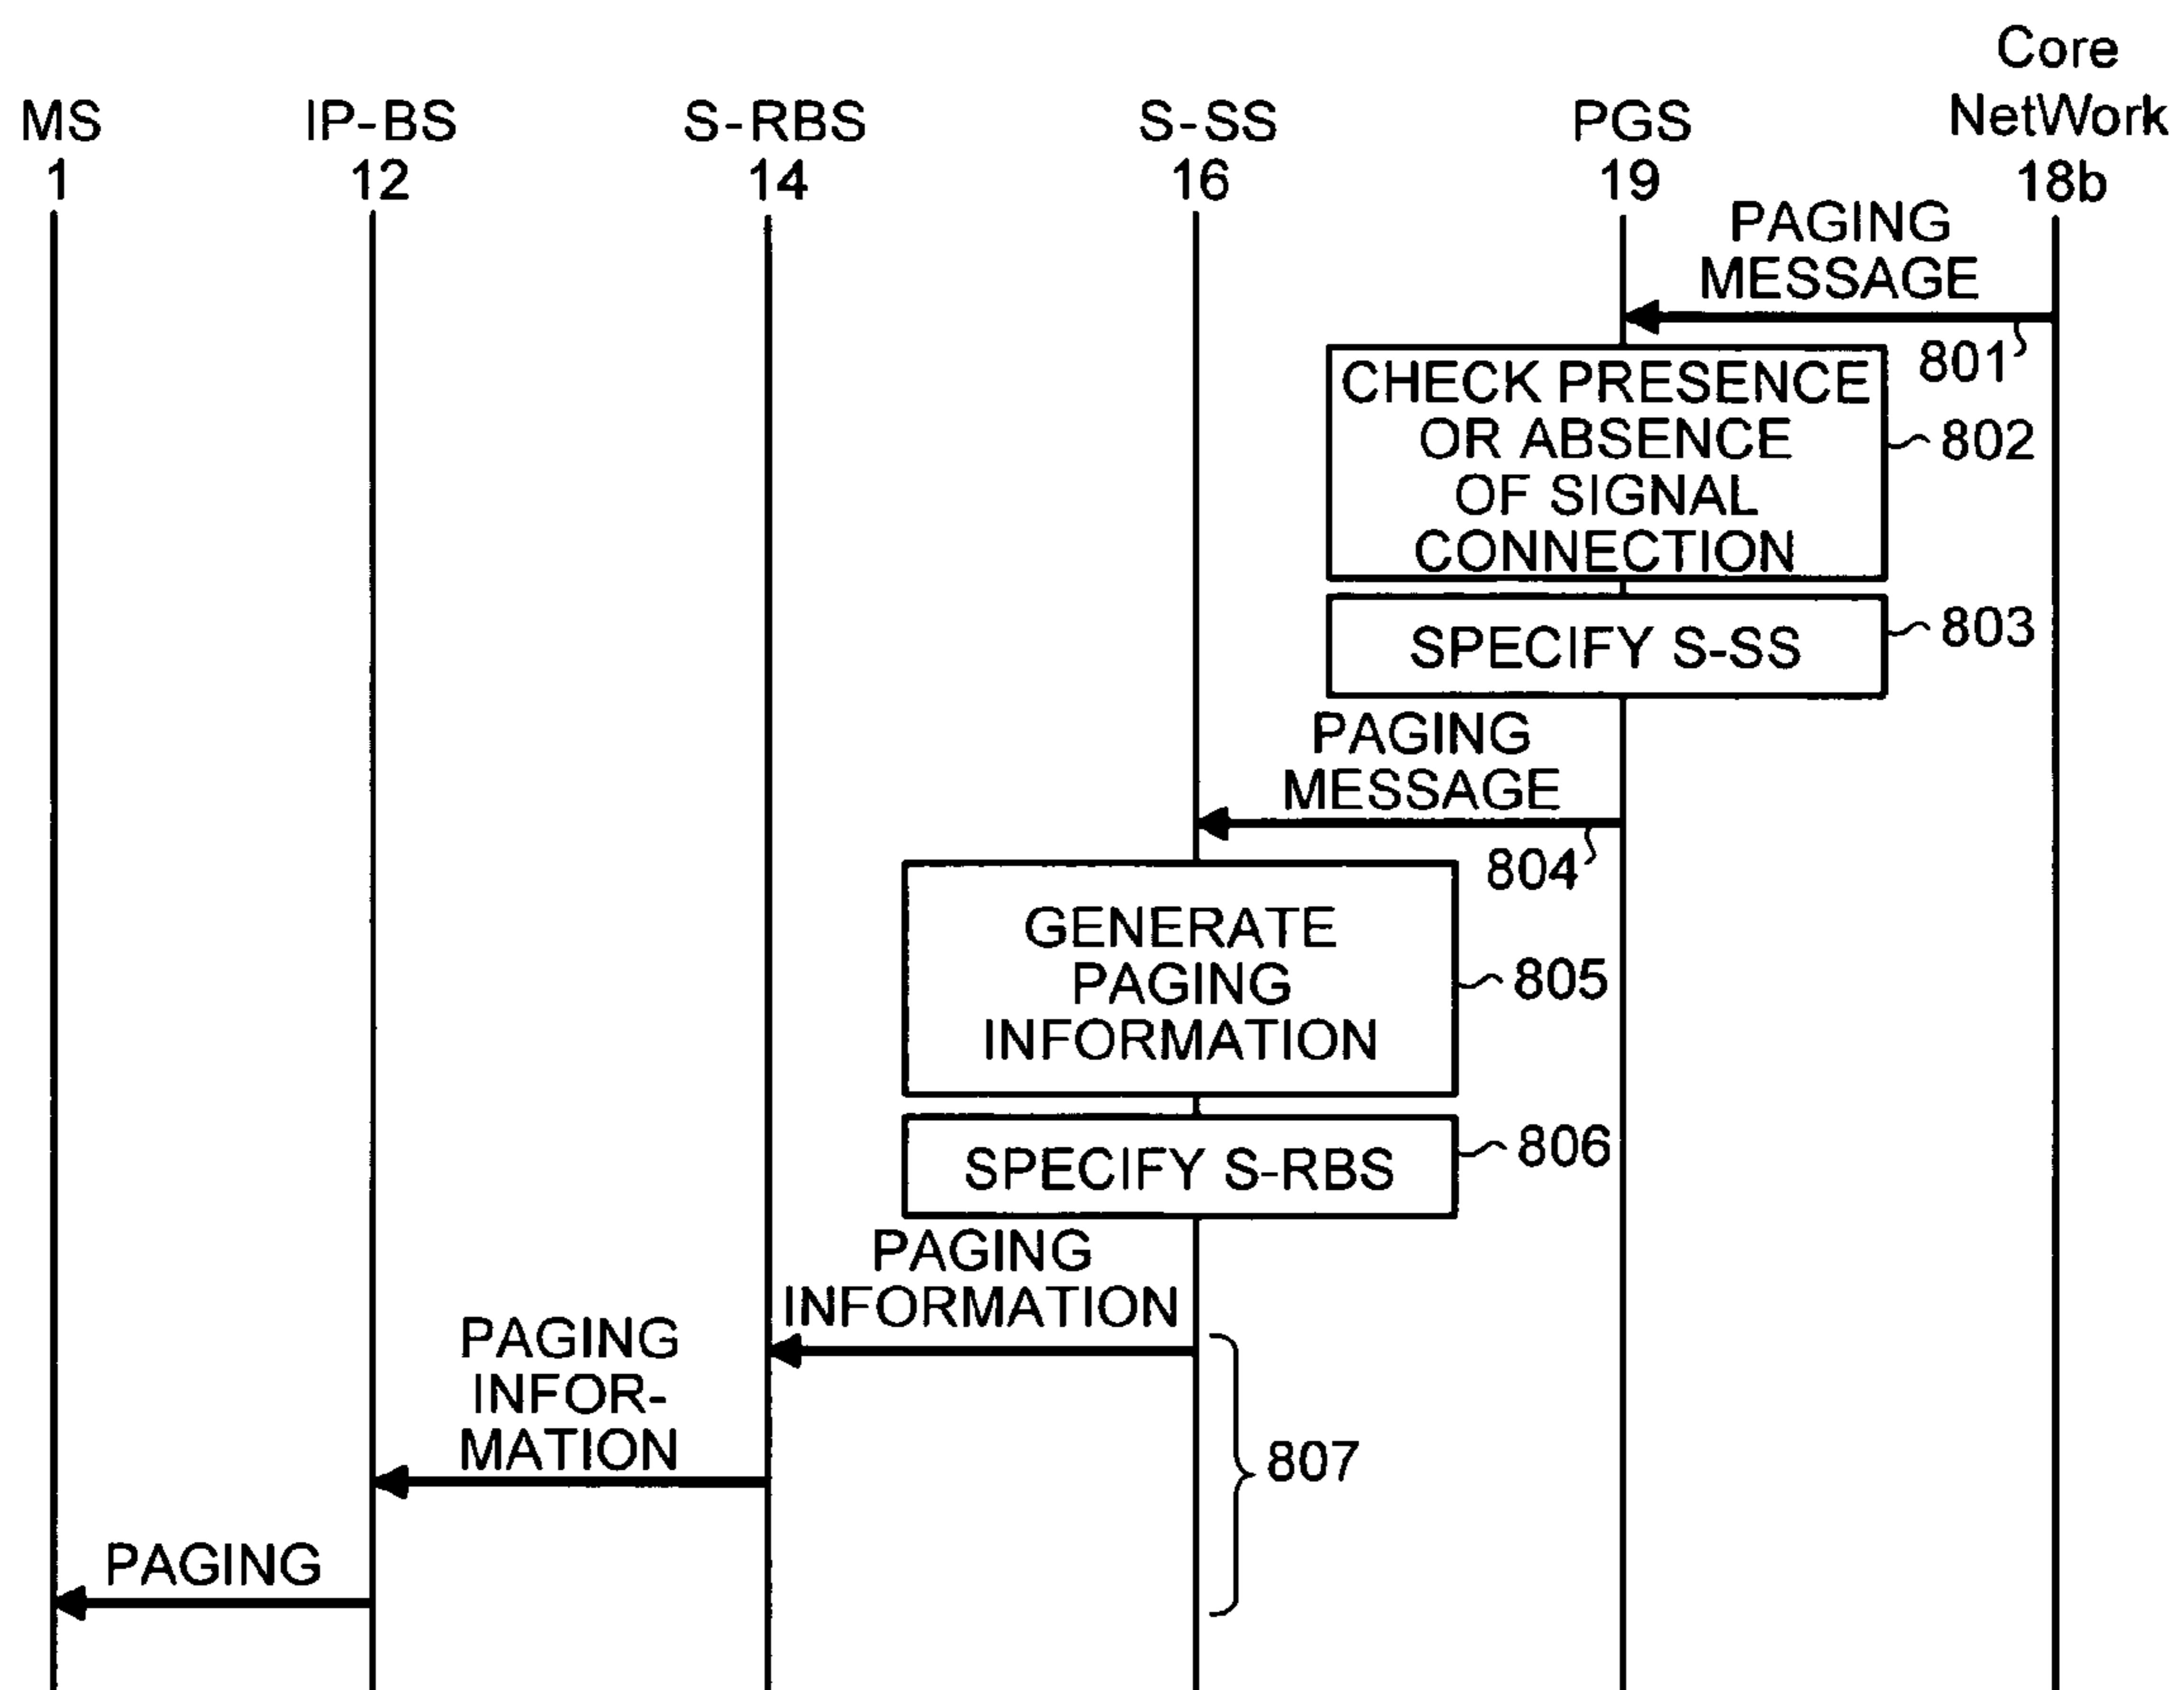 Core
NetWork
18b
MS
1
IP-BS
12
S-RBS
14
S-SS
16
PGS
19
PAGING
MESSAGE
801
CHECK PRESENCE
OR ABSENCE
OF SIGNAL
CONNECTION
802
SPECIFY S-SS
803
PAGING
MESSAGE
804
GENERATE
PAGING
INFORMATION
805
SPECIFY S-RBS
806
PAGING
INFORMATION
PAGING
INFOR-
MATION
807
PAGING